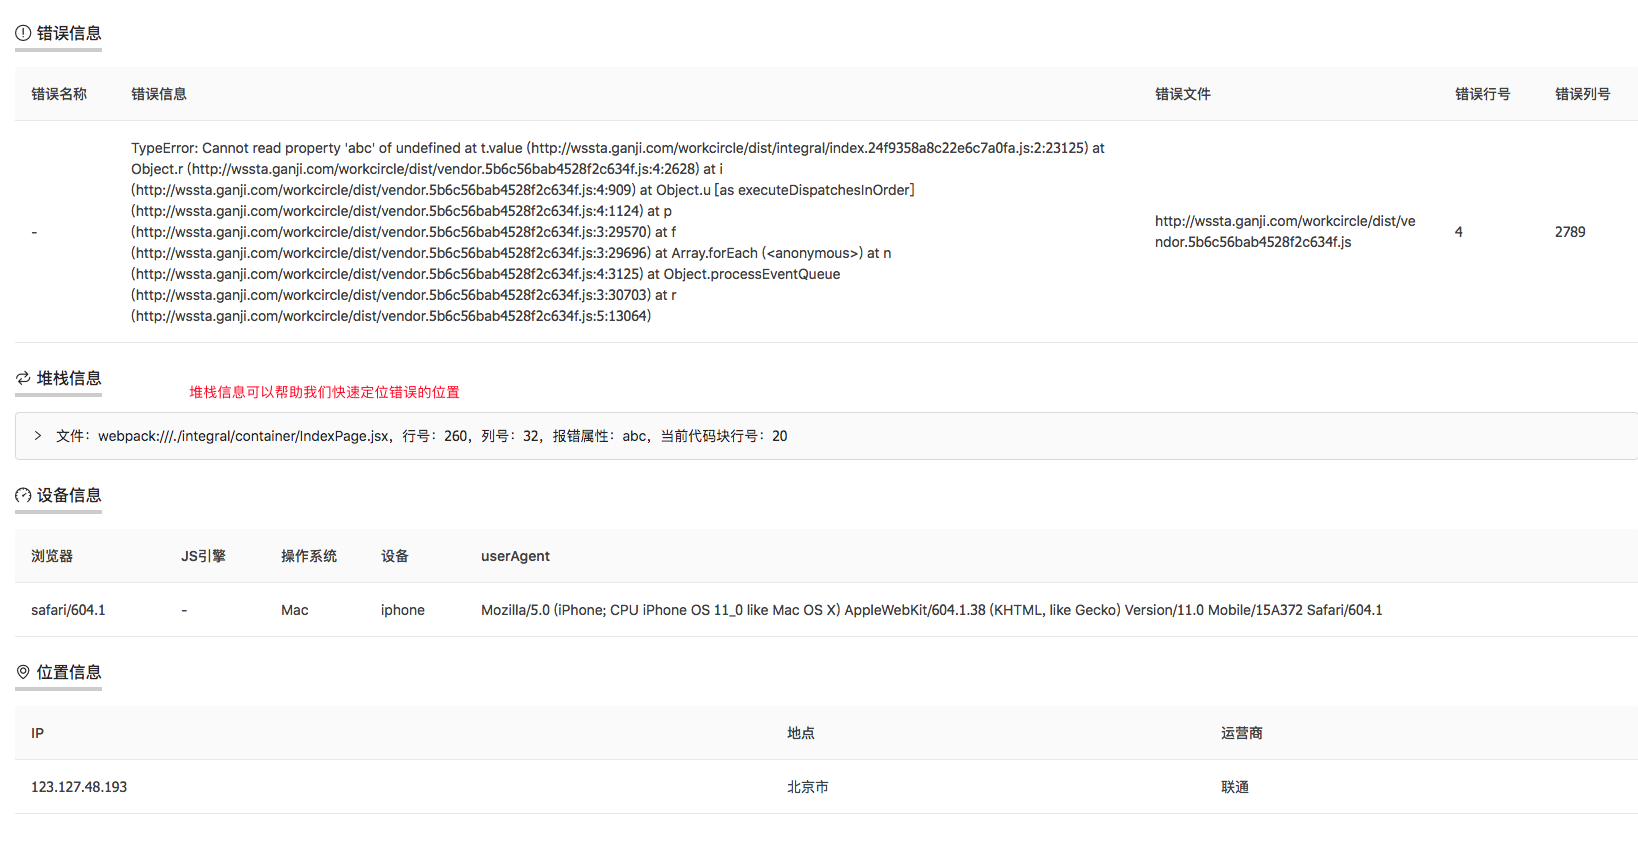 错误信息
错误名称 错误信息 错误文件 错误行号 错误列号
TypeError: Cannot read property 'abc' of undefined at t.value (http://wssta.ganji.com/workcircle/dist/integral/index.24f9358a8c22e6c7a0fa.js:2:23125) at
Object.r (http://wssta.ganji.com/workcircle/dist/vendor.5b6c56bab4528f2c634f.js:4:2628) at i
(http://wssta.ganji.com/workcircle/dist/vendor.5b6c56bab4528f2c634f.js:4:909) at Object.u [as executeDispatchesInOrder]
(http://wssta.ganji.com/workcircle/dist/vendor.5b6c56bab4528f2c634f.js:4:1124) at p
(http://wssta.ganji.com/workcircle/dist/vendor.5b6c56bab4528f2c634f.js:3:29570) at f
(http://wssta.ganji.com/workcircle/dist/vendor.5b6c56bab4528f2c634f.js:3:29696) at Array.forEach (<anonymous>) at n
(http://wssta.ganji.com/workcircle/dist/vendor.5b6c56bab4528f2c634f.js:4:3125) at Object.processEventQueue
(http://wssta.ganji.com/workcircle/dist/vendor.5b6c56bab4528f2c634f.js:3:30703) at r
(http://wssta.ganji.com/workcircle/dist/vendor.5b6c56bab4528f2c634f.js:5:13064)
-
http://wssta.ganji.com/workcircle/dist/ve
ndor.5b6c56bab4528f2c634f.js
4
2789
堆栈信息
堆栈信息可以帮助我们快速定位错误的位置
文件：webpack:///./integral/container/IndexPage.jsx，行号：260，列号：32，报错属性：abc，当前代码块行号：20
设备信息
浏览器 JS引擎 操作系统 设备 userAgent
safari/604.1 - Mac iphone Mozilla/5.0 (iPhone; CPU iPhone OS 11_0 like Mac OS X) AppleWebKit/604.1.38 (KHTML, like Gecko) Version/11.0 Mobile/15A372 Safari/604.1
位置信息
IP 地点 运营商
123.127.48.193 北京市 联通